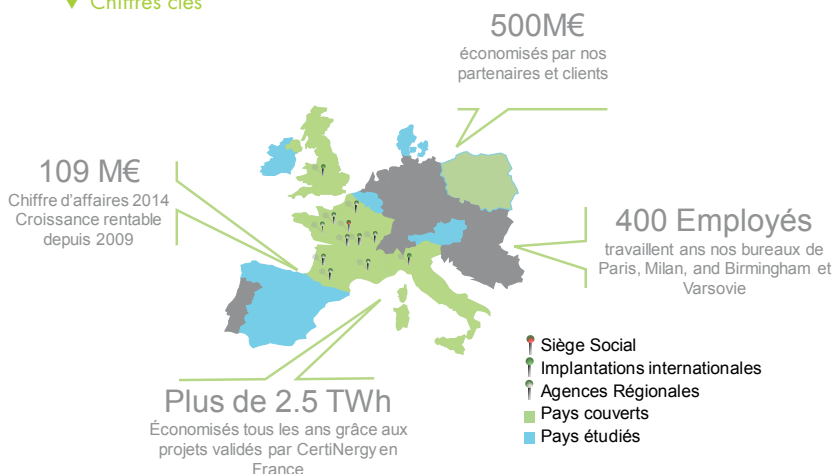 Chiffres clés
500M€
économisés par nos
partenaires et clients
109 M€
Chiffre d'affaires 2014
Croissance rentable
depuis 2009
400 Employés
travaillent ans nos bureaux de
Paris, Milan, and Birmingham et
Varsovie
Siège Social
Implantations internationales
Agences Régionales
Pays couverts
Pays étudiés
Plus de 2.5 TWh
Économisés tous les ans grâce aux
projets validés par CertiNergy en
France